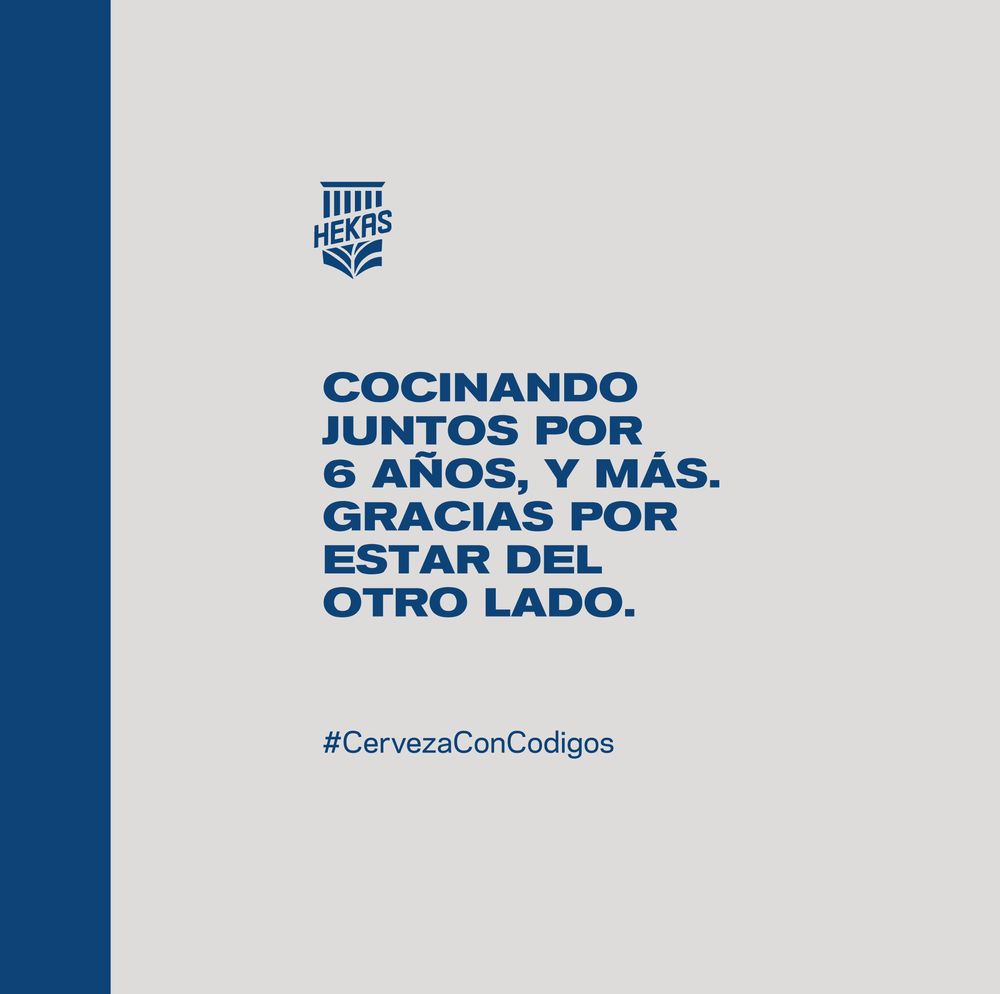 HEKAS
COCINANDO
JUNTOS POR
6 AÑOS, Y MÁS.
GRACIAS POR
ESTAR DEL
OTRO LADO.
#CervezaConCodigos